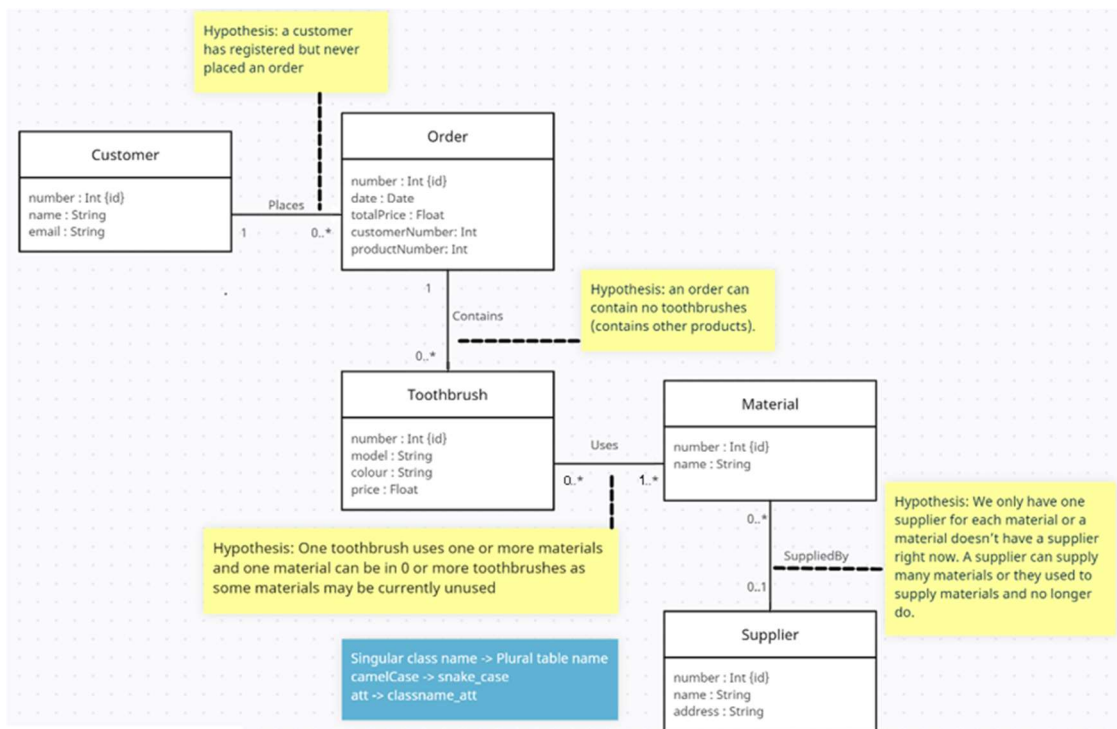 Hypothesis: a customer
has registered but never
placed an order
Customer
number : Int {id}
name : String
email : String
Places
1
0..*
Order
number : Int {id}
date : Date
totalPrice : Float
customerNumber: Int
productNumber: Int
1
Contains
0..*
Hypothesis: an order can
contain no toothbrushes
(contains other products).
Toothbrush
number : Int {id}
model : String
colour : String
price : Float
Uses
0..*
1..*
Material
number : Int {id}
name : String
Hypothesis: One toothbrush uses one or more materials
and one material can be in 0 or more toothbrushes as
some materials may be currently unused
0..*
SuppliedBy
0..1
Hypothesis: We only have one
supplier for each material or a
material doesn't have a supplier
right now. A supplier can supply
many materials or they used to
supply materials and no longer
do.
Supplier
number : Int {id}
name : String
address : String
Singular class name -> Plural table name
camelCase -> snake_case
att -> classname_att